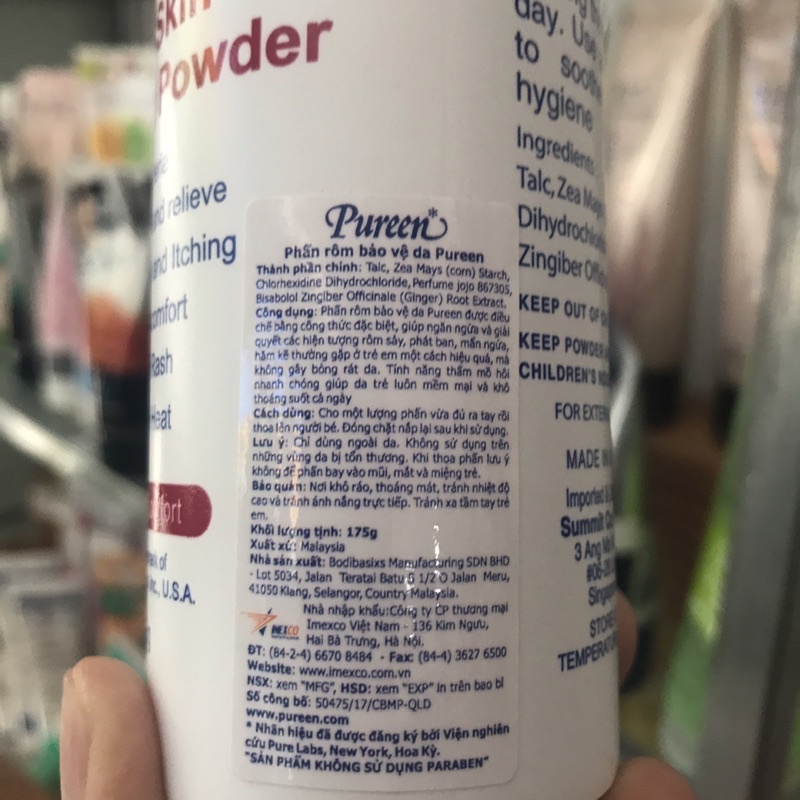 Powder
relieve
Itching
Rash
Heat
U.S.A.
Pureen*
Phấn rôm bảo vệ da Pureen
Thành phần chính: Talc, Zea Mays (corn) Starch,
Chlorhexidine Dihydrochloride, Perfume jojo 867305,
Bisabolol Zingiber Officinale (Ginger) Root Extract.
Công dụng: Phấn rôm bảo vệ da Pureen được điều
chế bằng công thức đặc biệt, giúp ngăn ngừa và giải
quyết các hiện tượng rôm sảy, phát ban, mẩn ngứa,
hăm kẽ thường gặp ở trẻ em một cách hiệu quả, mà
không gây bỏng rát da. Tính năng thấm mồ hôi
nhanh chóng giúp da trẻ luôn mềm mại và khô
thoáng suốt cả ngày
Cách dùng: Cho một lượng phấn vừa đủ ra tay rồi
thoa lên người bé. Đóng chặt nắp lại sau khi sử dụng.
Lưu ý: Chỉ dùng ngoài da. Không sử dụng trên
những vùng da bị tổn thương. Khi thoa phấn lưu ý
không để phấn bay vào mũi, mắt và miệng trẻ.
Bảo quản: Nơi khô ráo, thoáng mát, tránh nhiệt độ
cao và tránh ánh nắng trực tiếp. Tránh xa tầm tay trẻ
em.
Khối lượng tịnh: 175g
Xuất xứ: Malaysia
Nhà sản xuất: Bodibasixs Manufacturing SDN BHD
- Lot 5034, Jalan Teratai Batu 5 1/2 O Jalan Meru,
41050 Klang, Selangor, Country Malaysia.
IMEXCO
Nhà nhập khẩu:Công ty CP thương mại
Imexco Việt Nam - 136 Kim Ngưu,
Hai Bà Trưng, Hà Nội.
ĐT: (84-2-4) 6670 8484 - Fax: (84-4) 3627 6500
Website: www.imexco.com.vn
NSX: xem "MFG", HSD: xem "EXP" in trên bao bì
Số công bố: 50475/17/CBMP-QLD
www.pureen.com
* Nhãn hiệu đã được đăng ký bởi Viện nghiên
cứu Pure Labs, New York, Hoa Kỳ.
"SẢN PHẨM KHÔNG SỬ DỤNG PARABEN"
day.
to
hygiene
Ingredients
Talc, Zea
Zingiber
KEEP OUT OF
KEEP POWDER
CHILDREN'S
FOR
MADE
Imported
Summit
3 Ang